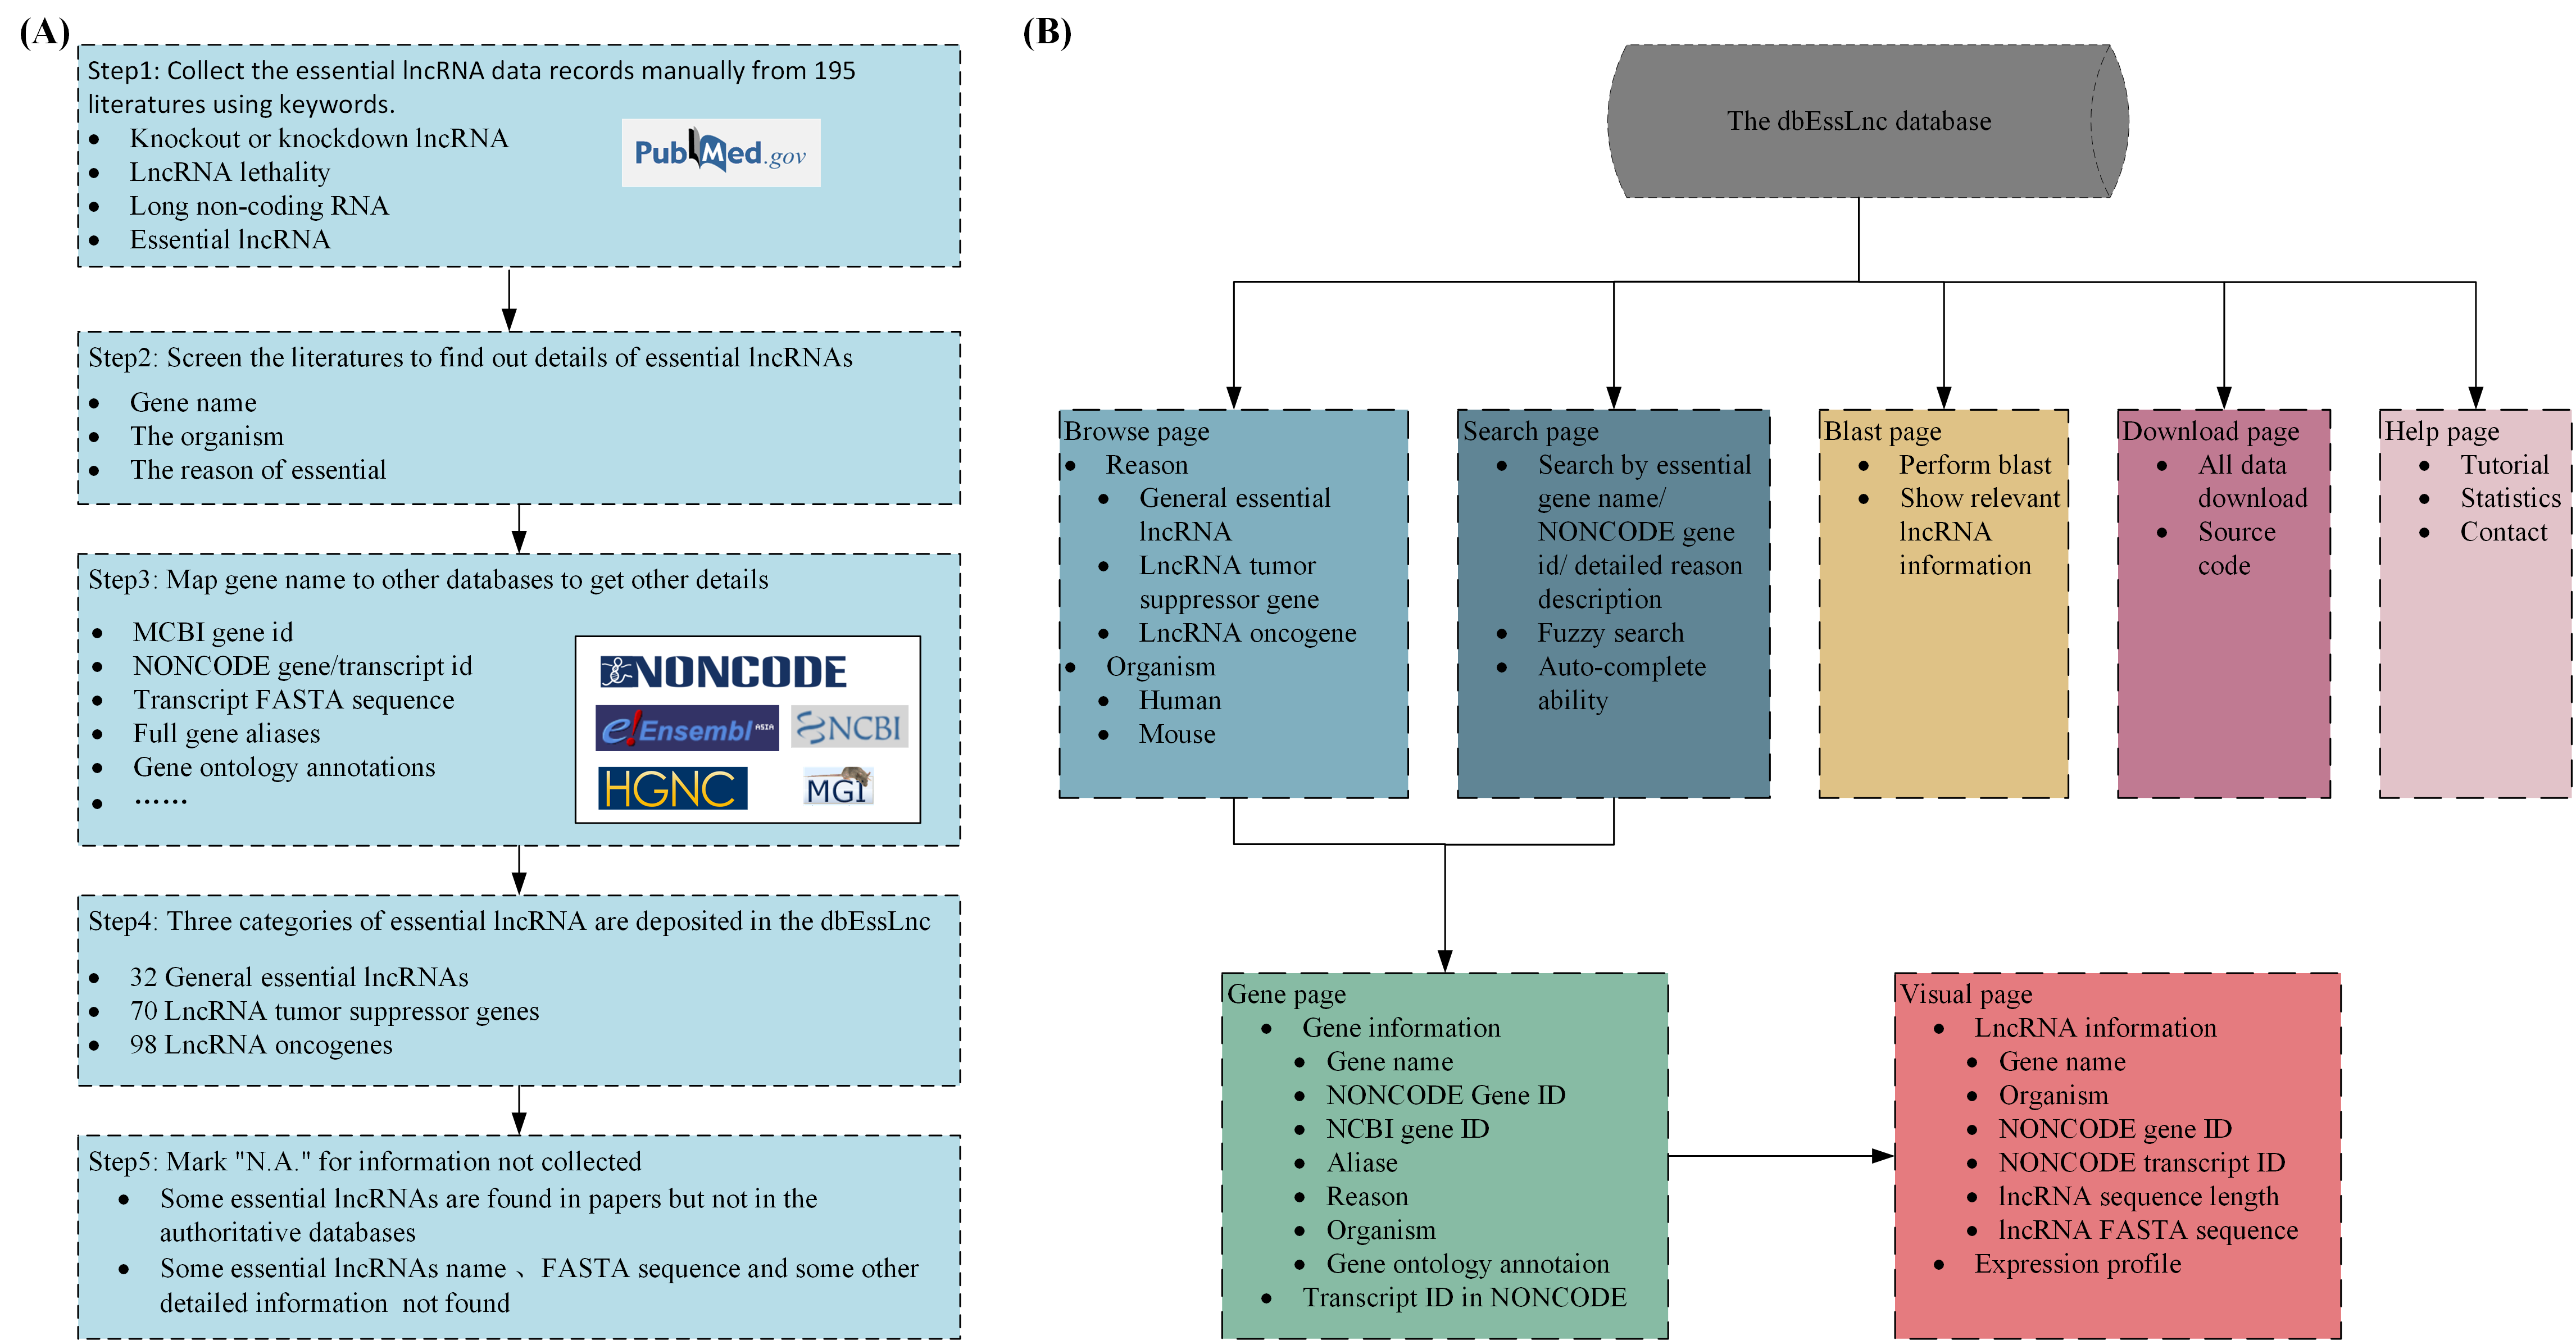 (A)
Step1: Collect the essential lncRNA data records manually from 195
literatures using keywords.
• Knockout or knockdown lncRNA
• LncRNA lethality
• Long non-coding RNA
• Essential lncRNA
PubMed.gov
Step2: Screen the literatures to find out details of essential lncRNAs
• Gene name
• The organism
• The reason of essential
Step3: Map gene name to other databases to get other details
• MCBI gene id
• NONCODE gene/transcript id
• Transcript FASTA sequence
• Full gene aliases
• Gene ontology annotations
• ……
NONCODE
e!Ensembl ASIA
NCBI
HGNC
MGI
Step4: Three categories of essential lncRNA are deposited in the dbEssLnc
• 32 General essential lncRNAs
• 70 LncRNA tumor suppressor genes
• 98 LncRNA oncogenes
Step5: Mark "N.A." for information not collected
• Some essential lncRNAs are found in papers but not in the
authoritative databases
• Some essential lncRNAs name 、FASTA sequence and some other
detailed information  not found
(B)
The dbEssLnc database
Browse page
• Reason
• General essential
lncRNA
• LncRNA tumor
suppressor gene
• LncRNA oncogene
• Organism
• Human
• Mouse
Search page
• Search by essential
gene name/
NONCODE gene
id/ detailed reason
description
• Fuzzy search
• Auto-complete
ability
Blast page
• Perform blast
• Show relevant
lncRNA
information
Download page
• All data
download
• Source
code
Help page
• Tutorial
• Statistics
• Contact
Gene page
• Gene information
• Gene name
• NONCODE Gene ID
• NCBI gene ID
• Aliase
• Reason
• Organism
• Gene ontology annotaion
• Transcript ID in NONCODE
Visual page
• LncRNA information
• Gene name
• Organism
• NONCODE gene ID
• NONCODE transcript ID
• lncRNA sequence length
• lncRNA FASTA sequence
• Expression profile